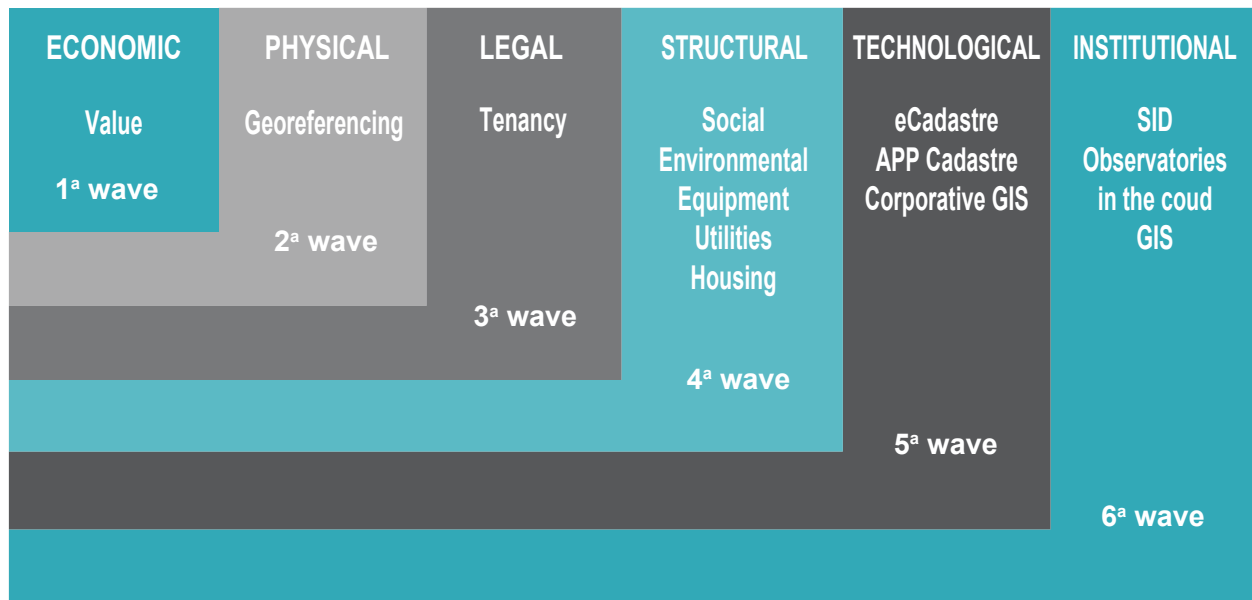 ECONOMIC
Value
1ª wave
PHYSICAL
Georeferencing
2ª wave
LEGAL
Tenancy
3ª wave
STRUCTURAL
Social
Environmental
Equipment
Utilities
Housing
4ª wave
TECHNOLOGICAL
eCadastre
APP Cadastre
Corporative GIS
5ª wave
INSTITUTIONAL
SID
Observatories
in the coud
GIS
6ª wave